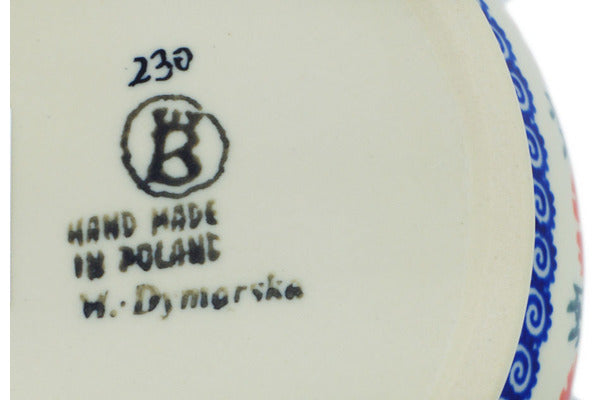 230
B
HAND MADE
IN POLAND
W. Dymarska